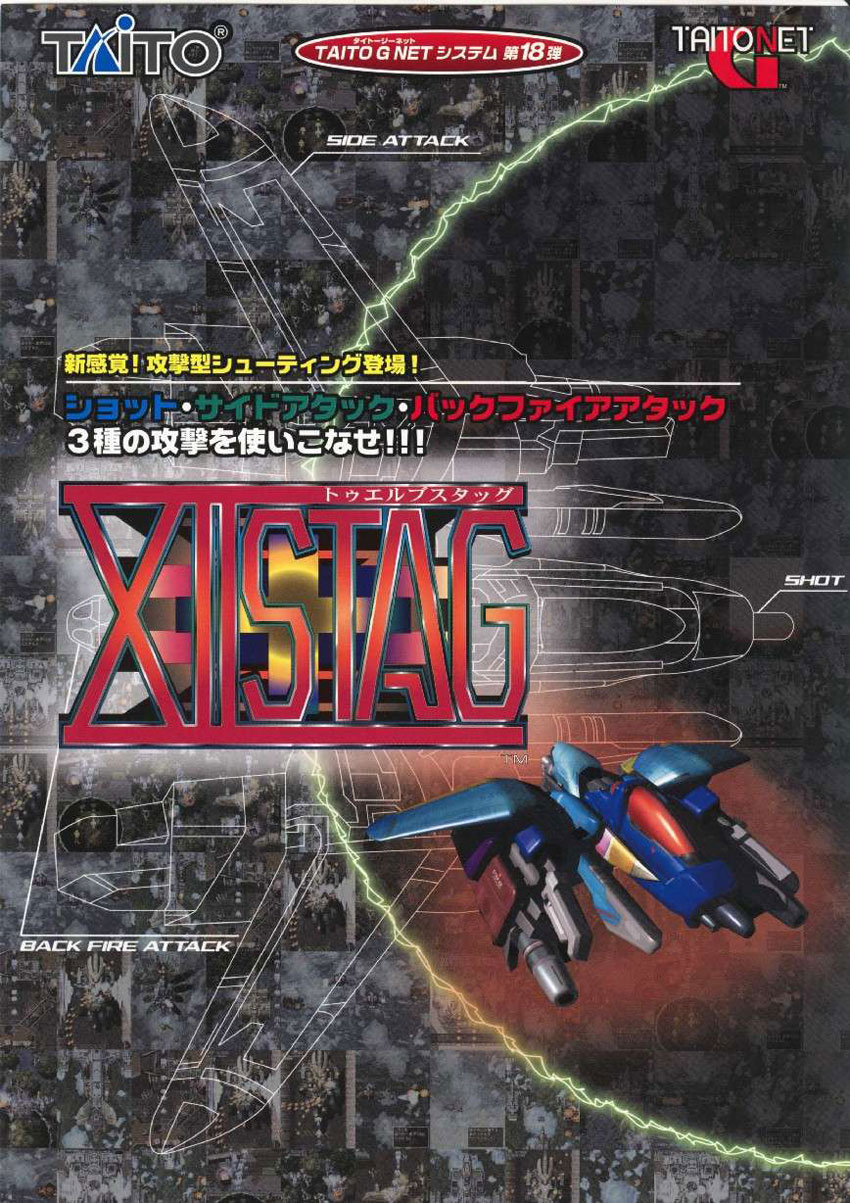 TAITO®
タイトージーネット
TAITO G NET システム 第18弾
TAITO G NET™
SIDE ATTACK
新感覚!攻撃型シューティング登場!
ショット・サイドアタック・バックファイアアタック
3種の攻撃を使いこなせ!!!
トゥエルブスタッグ
XIISTAG
™
SHOT
BACK FIRE ATTACK